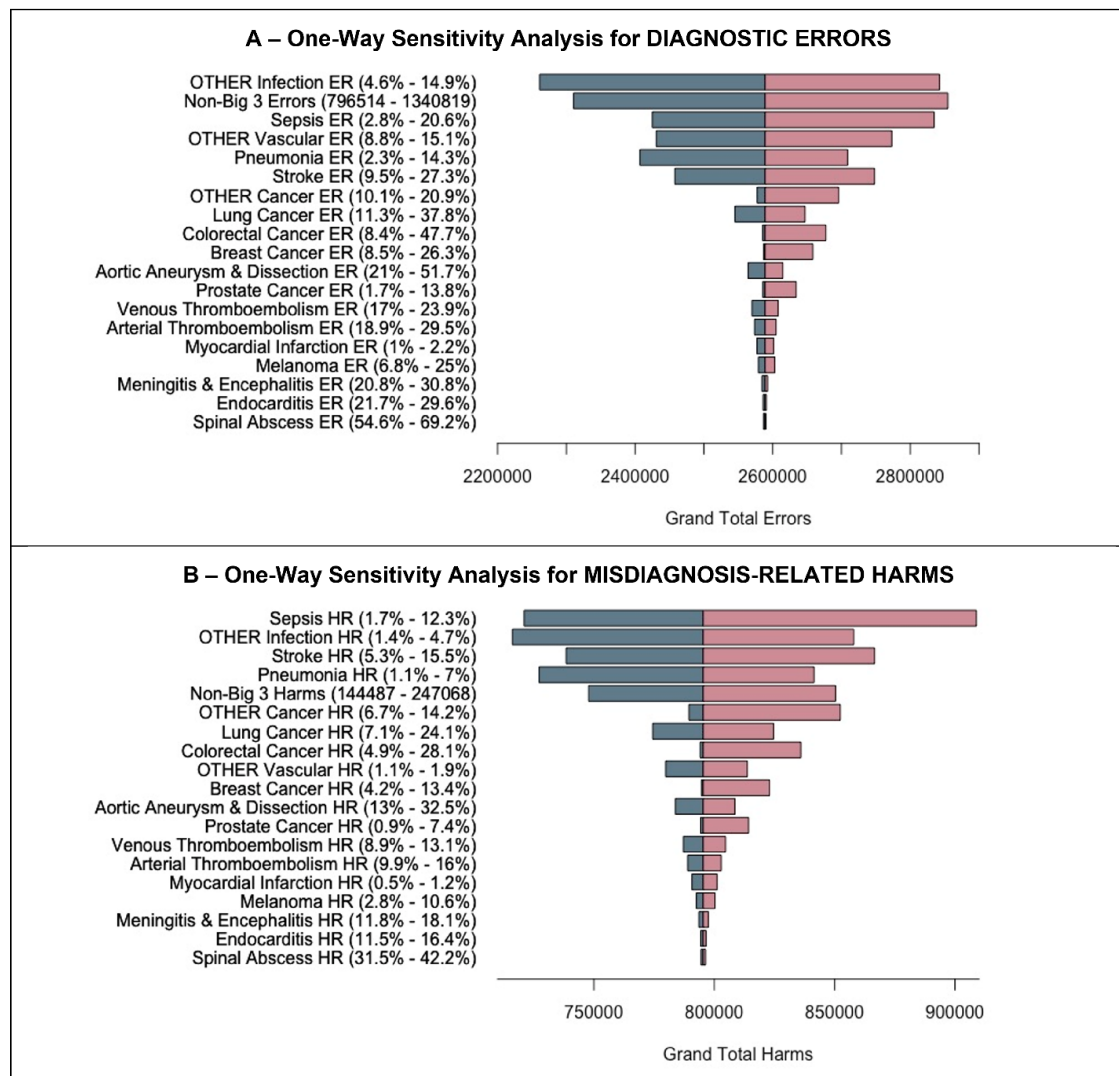 A – One-Way Sensitivity Analysis for DIAGNOSTIC ERRORS
OTHER Infection ER (4.6% - 14.9%)
Non-Big 3 Errors (796514 - 1340819)
Sepsis ER (2.8% - 20.6%)
OTHER Vascular ER (8.8% - 15.1%)
Pneumonia ER (2.3% - 14.3%)
Stroke ER (9.5% - 27.3%)
OTHER Cancer ER (10.1% - 20.9%)
Lung Cancer ER (11.3% - 37.8%)
Colorectal Cancer ER (8.4% - 47.7%)
Breast Cancer ER (8.5% - 26.3%)
Aortic Aneurysm & Dissection ER (21% - 51.7%)
Prostate Cancer ER (1.7% - 13.8%)
Venous Thromboembolism ER (17% - 23.9%)
Arterial Thromboembolism ER (18.9% - 29.5%)
Myocardial Infarction ER (1% - 2.2%)
Melanoma ER (6.8% - 25%)
Meningitis & Encephalitis ER (20.8% - 30.8%)
Endocarditis ER (21.7% - 29.6%)
Spinal Abscess ER (54.6% - 69.2%)
2200000 2400000 2600000 2800000
Grand Total Errors
B – One-Way Sensitivity Analysis for MISDIAGNOSIS-RELATED HARMS
Sepsis HR (1.7% - 12.3%)
OTHER Infection HR (1.4% - 4.7%)
Stroke HR (5.3% - 15.5%)
Pneumonia HR (1.1% - 7%)
Non-Big 3 Harms (144487 - 247068)
OTHER Cancer HR (6.7% - 14.2%)
Lung Cancer HR (7.1% - 24.1%)
Colorectal Cancer HR (4.9% - 28.1%)
OTHER Vascular HR (1.1% - 1.9%)
Breast Cancer HR (4.2% - 13.4%)
Aortic Aneurysm & Dissection HR (13% - 32.5%)
Prostate Cancer HR (0.9% - 7.4%)
Venous Thromboembolism HR (8.9% - 13.1%)
Arterial Thromboembolism HR (9.9% - 16%)
Myocardial Infarction HR (0.5% - 1.2%)
Melanoma HR (2.8% - 10.6%)
Meningitis & Encephalitis HR (11.8% - 18.1%)
Endocarditis HR (11.5% - 16.4%)
Spinal Abscess HR (31.5% - 42.2%)
750000 800000 850000 900000
Grand Total Harms